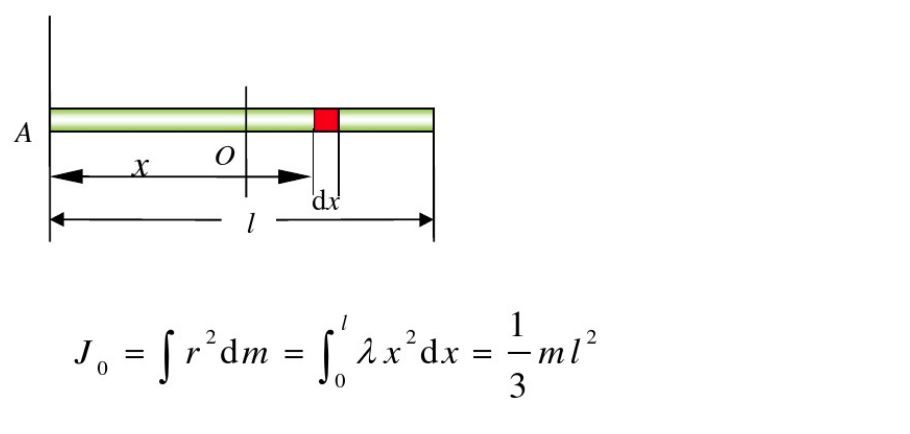 A
x
O
dx
l
J₀ = ∫ r²dm = ∫₀ˡ λx²dx = 1/3 ml²